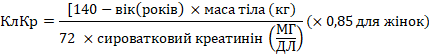 КлКр = [140 − вік(років) × маса тіла (кг) / 72 × сироватковий креатинін (МГ/ДЛ) (× 0,85 для жінок)